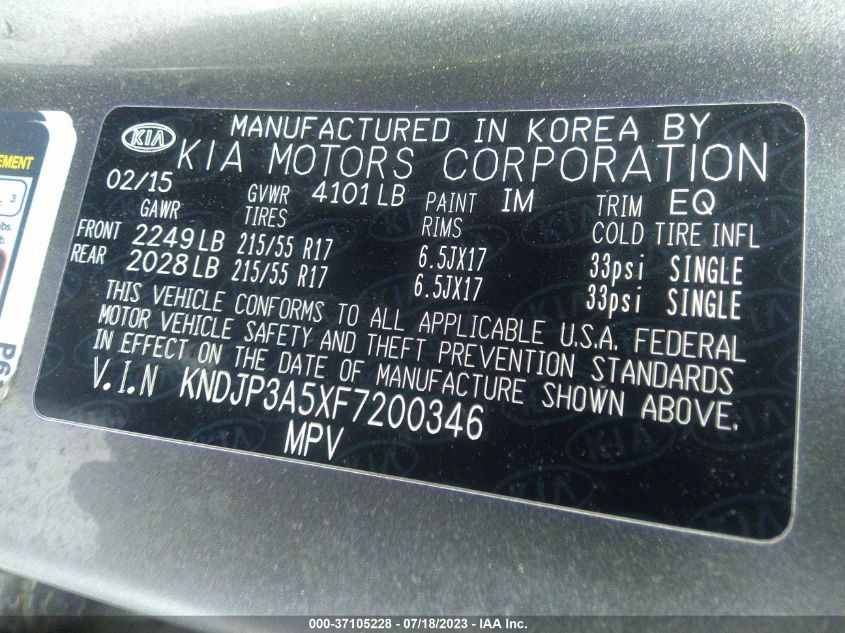 EMENT
3
lbs.
b.
P6
KIA
MANUFACTURED IN KOREA BY
KIA MOTORS CORPORATION
02/15 GVWR 4101 LB PAINT IM TRIM EQ
GAWR TIRES RIMS COLD TIRE INFL
FRONT 2249 LB 215/55 R17 6.5JX17 33psi SINGLE
REAR 2028 LB 215/55 R17 6.5JX17 33psi SINGLE
THIS VEHICLE CONFORMS TO ALL APPLICABLE U.S.A. FEDERAL
MOTOR VEHICLE SAFETY AND THEFT PREVENTION STANDARDS
IN EFFECT ON THE DATE OF MANUFACTURE SHOWN ABOVE.
V.I.N KNDJP3A5XF7200346
MPV
000-37105228 - 07/18/2023 - IAA Inc.